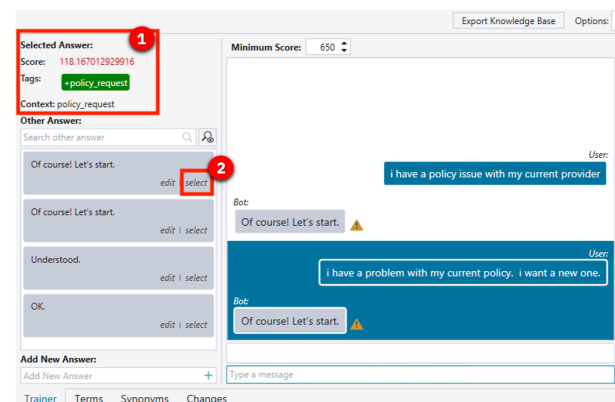 Export Knowledge Base Options:
Selected Answer:
1
Score: 118.167012929916
Tags: +policy_request
Context: policy_request
Other Answer:
Search other answer
Of course! Let's start.
edit | select
2
Of course! Let's start.
edit | select
Understood.
edit | select
OK.
edit | select
Add New Answer:
Add New Answer +
Trainer Terms Synonyms Changes
Minimum Score: 650
User:
i have a policy issue with my current provider
Bot:
Of course! Let's start.
User:
i have a problem with my current policy. i want a new one.
Bot:
Of course! Let's start.
Type a message